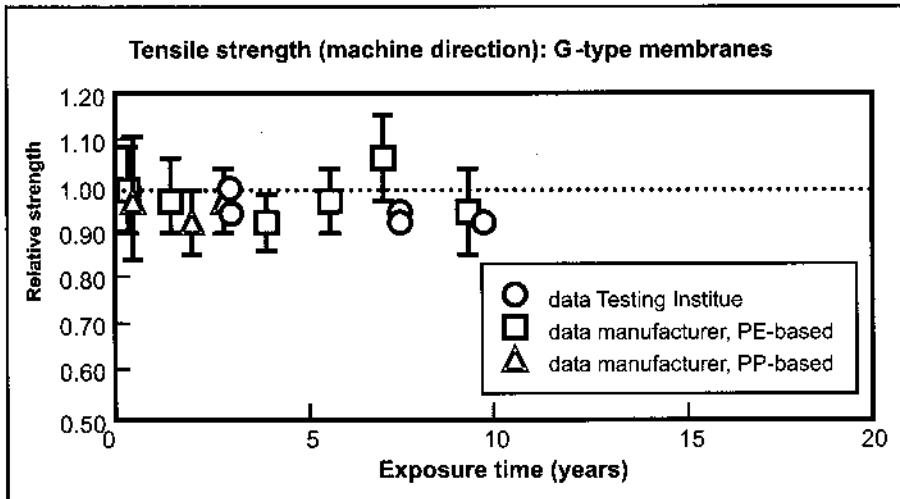 Tensile strength (machine direction): G-type membranes
Relative strength
1.20
1.10
1.00
0.90
0.80
0.70
0.60
0.50
data Testing Institue
data manufacturer, PE-based
data manufacturer, PP-based
0
5
10
15
20
Exposure time (years)